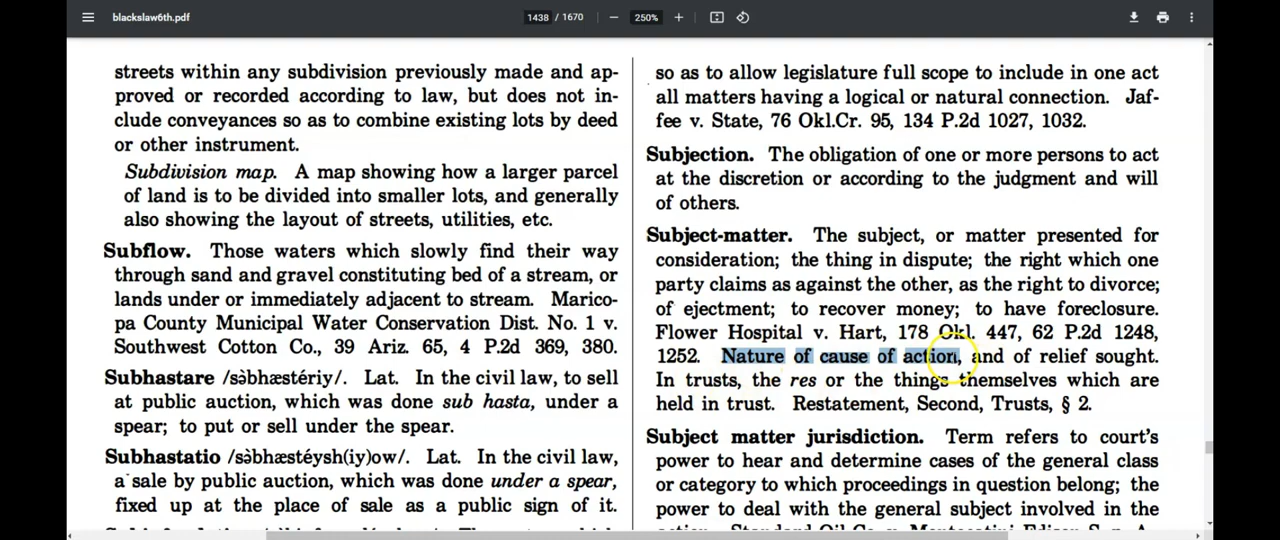 blackslaw6th.pdf
1438 / 1670
250%
streets within any subdivision previously made and ap-
proved or recorded according to law, but does not in-
clude conveyances so as to combine existing lots by deed
or other instrument.
Subdivision map. A map showing how a larger parcel
of land is to be divided into smaller lots, and generally
also showing the layout of streets, utilities, etc.
Subflow. Those waters which slowly find their way
through sand and gravel constituting bed of a stream, or
lands under or immediately adjacent to stream. Marico-
pa County Municipal Water Conservation Dist. No. 1 v.
Southwest Cotton Co., 39 Ariz. 65, 4 P.2d 369, 380.
Subhastare /sə̀bhæstériy/. Lat. In the civil law, to sell
at public auction, which was done sub hasta, under a
spear; to put or sell under the spear.
Subhastatio /sə̀bhæstéysh(iy)ow/. Lat. In the civil law,
a sale by public auction, which was done under a spear,
fixed up at the place of sale as a public sign of it.
so as to allow legislature full scope to include in one act
all matters having a logical or natural connection. Jaf-
fee v. State, 76 Okl.Cr. 95, 134 P.2d 1027, 1032.
Subjection. The obligation of one or more persons to act
at the discretion or according to the judgment and will
of others.
Subject-matter. The subject, or matter presented for
consideration; the thing in dispute; the right which one
party claims as against the other, as the right to divorce;
of ejectment; to recover money; to have foreclosure.
Flower Hospital v. Hart, 178 Okl. 447, 62 P.2d 1248,
1252. Nature of cause of action, and of relief sought.
In trusts, the res or the things themselves which are
held in trust. Restatement, Second, Trusts, § 2.
Subject matter jurisdiction. Term refers to court's
power to hear and determine cases of the general class
or category to which proceedings in question belong; the
power to deal with the general subject involved in the